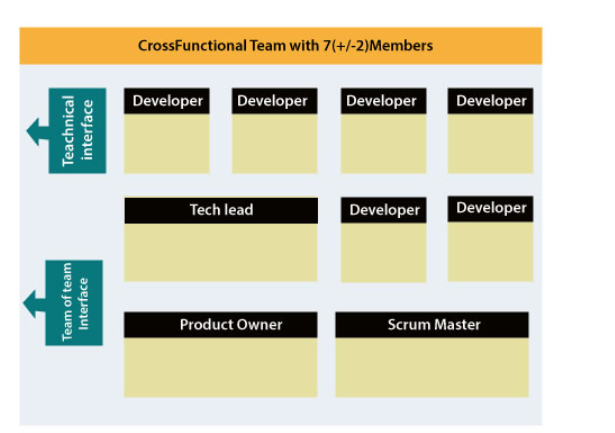 CrossFunctional Team with 7(+/-2)Members
Teachnical
interface
Developer
Developer
Developer
Developer
Tech lead
Developer
Developer
Team of team
Interface
Product Owner
Scrum Master